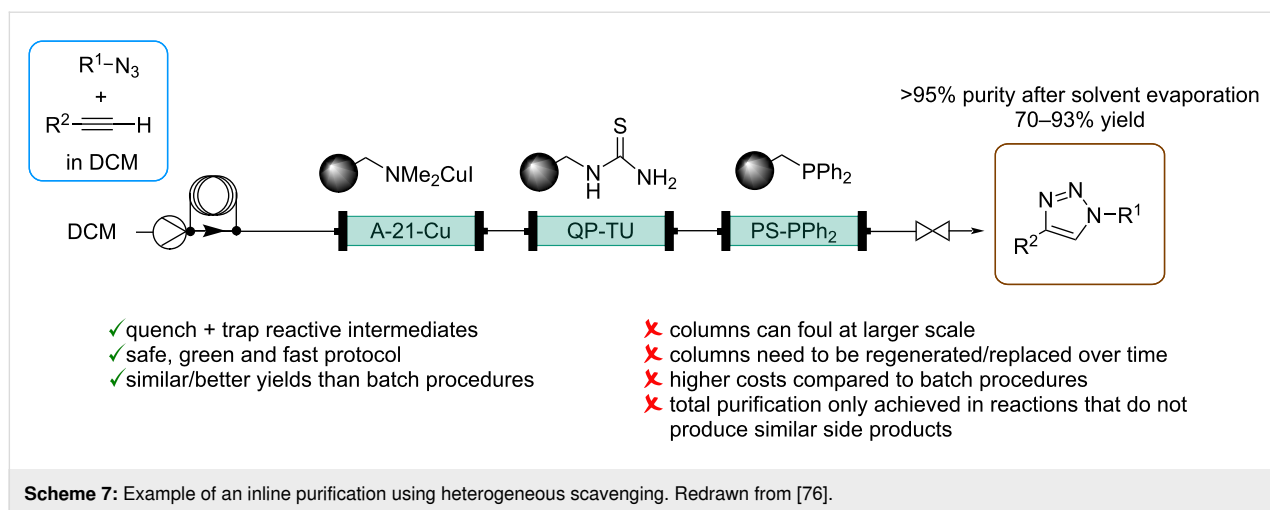 R¹–N₃
+
R²
H
in DCM
>95% purity after solvent evaporation
70–93% yield
NMe₂CuI
S
N
H
NH₂
PPh₂
DCM
A-21-Cu
QP-TU
PS-PPh₂
N
N
N–R¹
R²
✓quench + trap reactive intermediates
✓safe, green and fast protocol
✓similar/better yields than batch procedures
✗ columns can foul at larger scale
✗ columns need to be regenerated/replaced over time
✗ higher costs compared to batch procedures
✗ total purification only achieved in reactions that do not
produce similar side products
Scheme 7: Example of an inline purification using heterogeneous scavenging. Redrawn from [76].